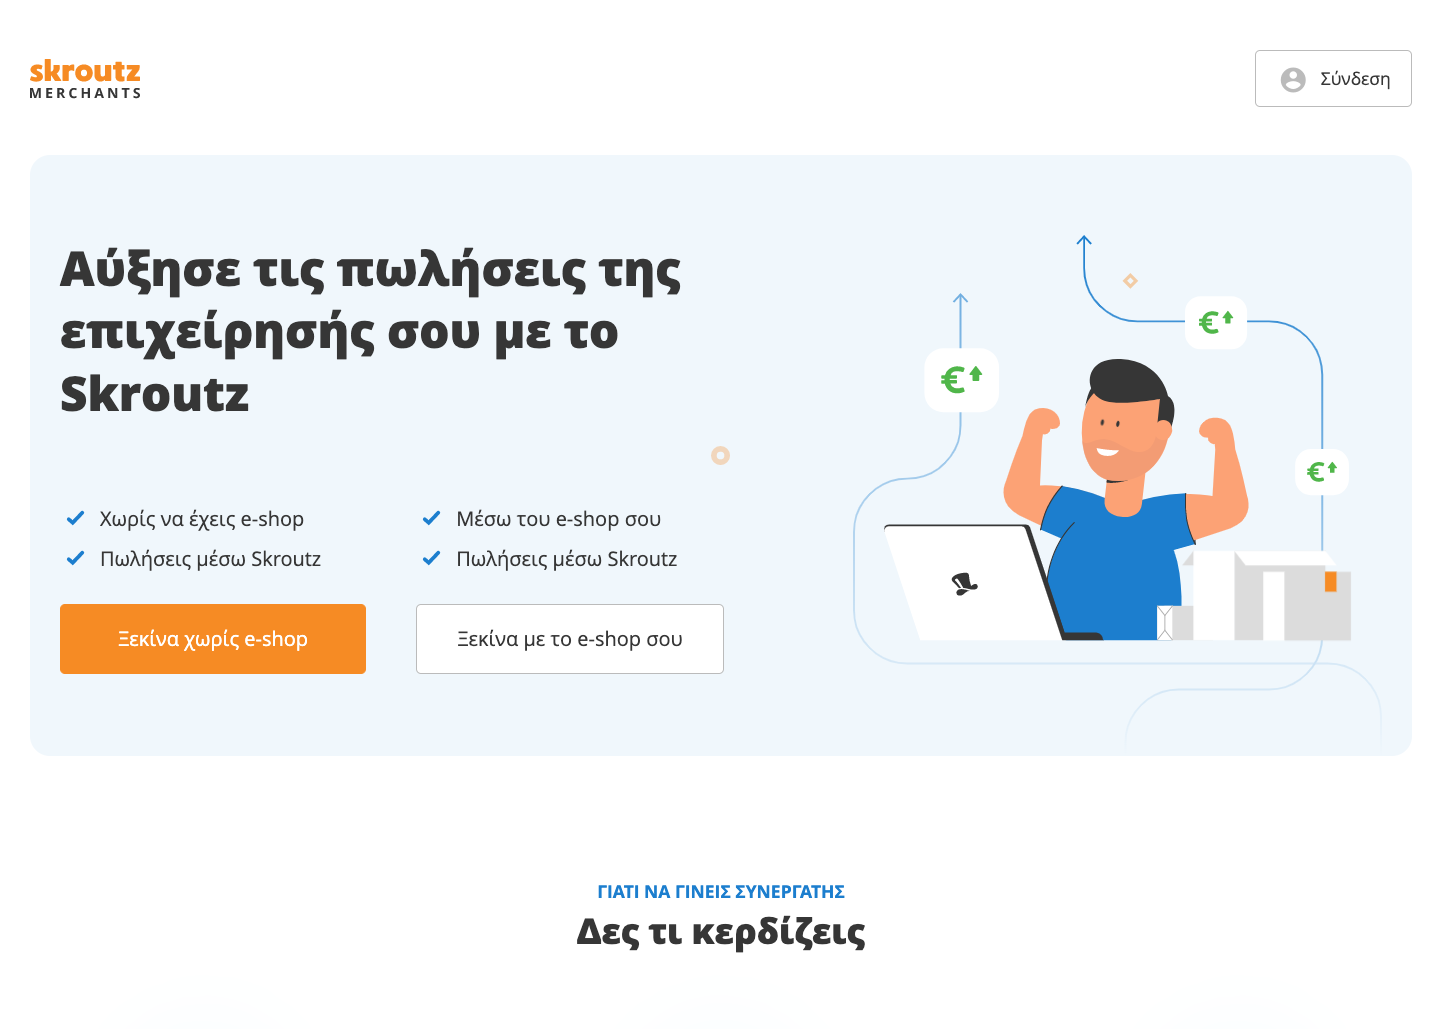 skroutz
MERCHANTS
Σύνδεση
Αύξησε τις πωλήσεις της
επιχείρησής σου με το
Skroutz
Χωρίς να έχεις e-shop
Πωλήσεις μέσω Skroutz
Μέσω του e-shop σου
Πωλήσεις μέσω Skroutz
Ξεκίνα χωρίς e-shop
Ξεκίνα με το e-shop σου
€
€
€
ΓΙΑΤΙ ΝΑ ΓΙΝΕΙΣ ΣΥΝΕΡΓΑΤΗΣ
Δες τι κερδίζεις